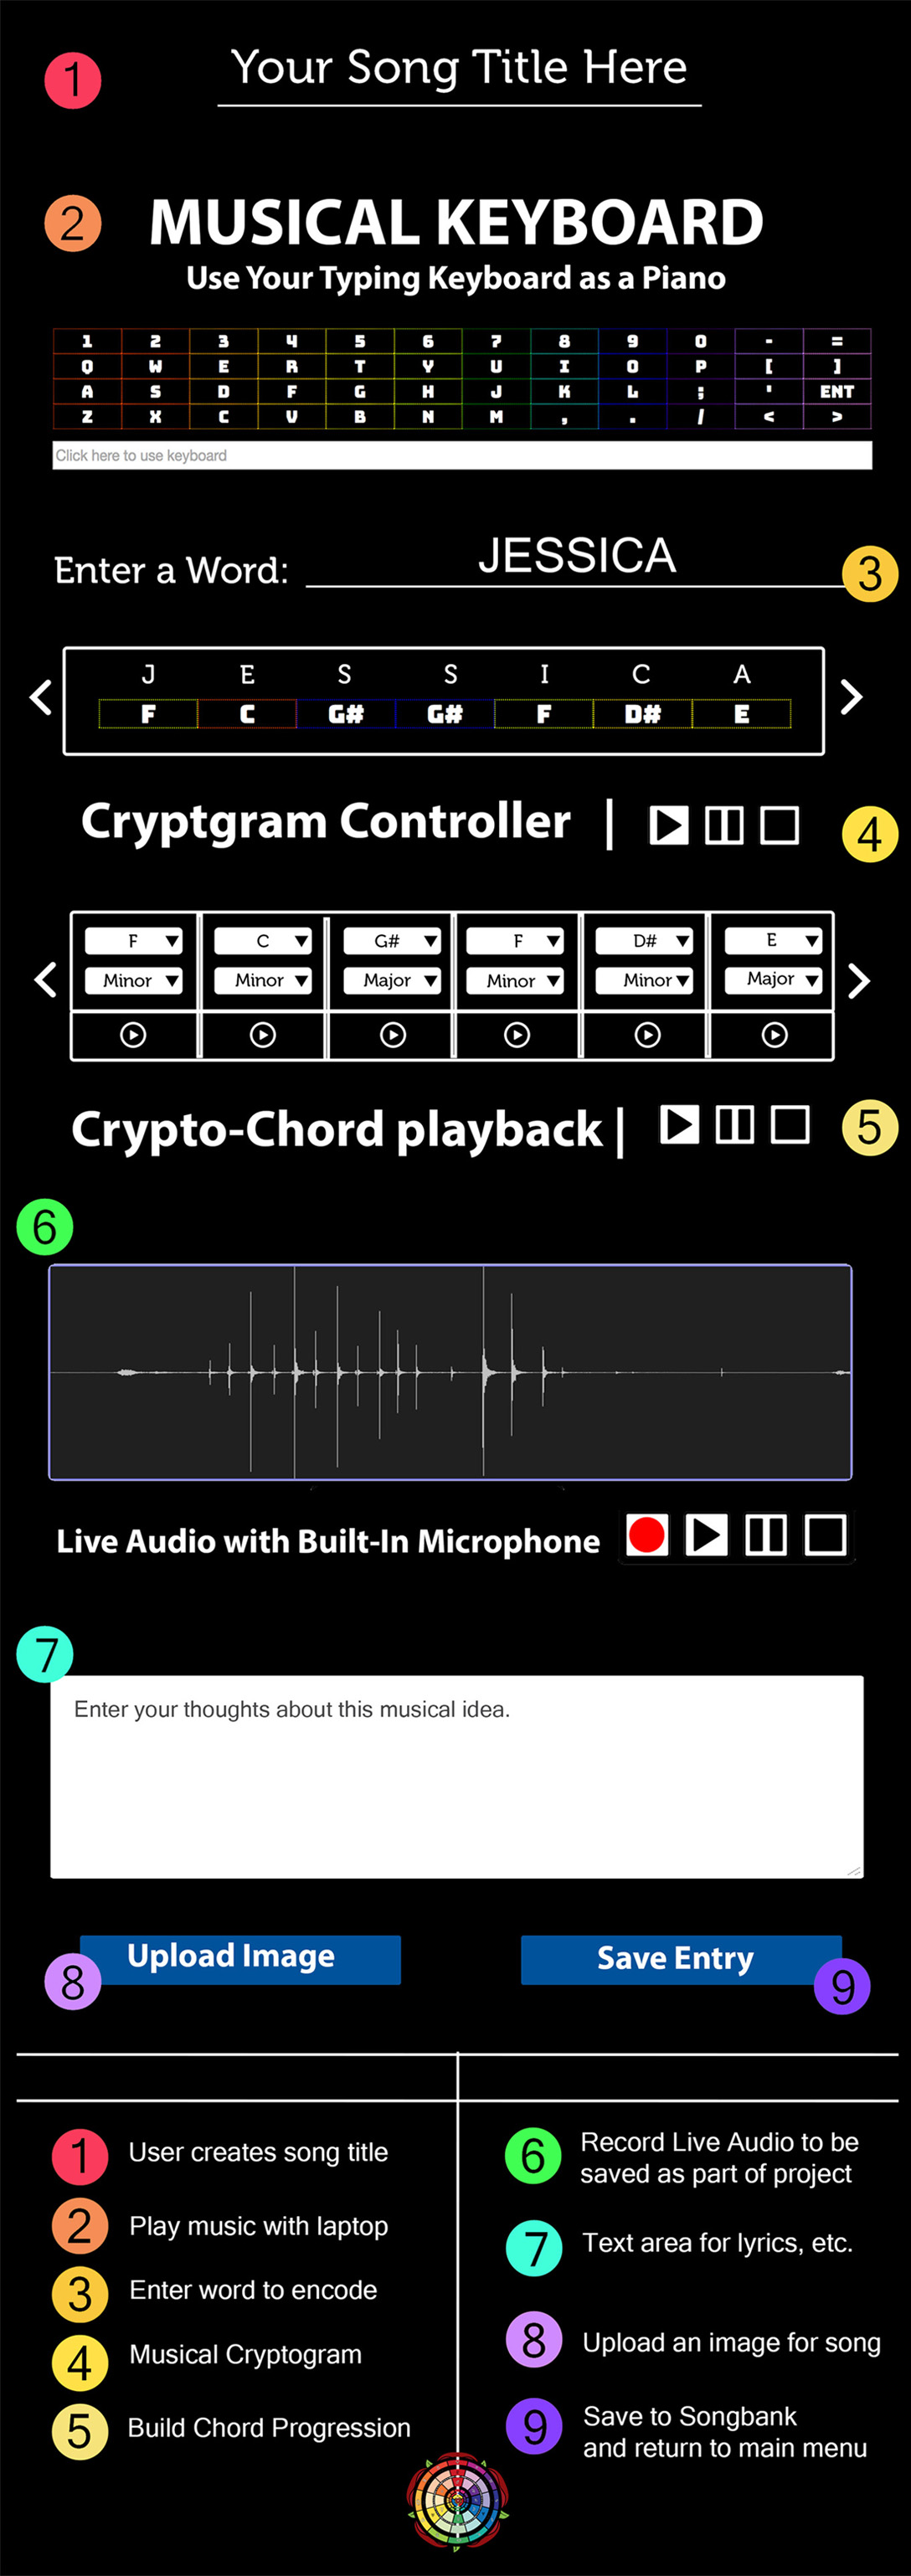 1
Your Song Title Here
2
MUSICAL KEYBOARD
Use Your Typing Keyboard as a Piano
1 2 3 4 5 6 7 8 9 0 - =
Q W E R T Y U I O P [ ]
A S D F G H J K L ; ' ENT
Z X C V B N M , . / < >
Click here to use keyboard
Enter a Word: JESSICA 3
J E S S I C A
F C G# G# F D# E
Cryptgram Controller | 4
F C G# F D# E
Minor Minor Major Minor Minor Major
Crypto-Chord playback | 5
6
Live Audio with Built-In Microphone
7
Enter your thoughts about this musical idea.
8 Upload Image
Save Entry 9
1 User creates song title
2 Play music with laptop
3 Enter word to encode
4 Musical Cryptogram
5 Build Chord Progression
6 Record Live Audio to be
saved as part of project
7 Text area for lyrics, etc.
8 Upload an image for song
9 Save to Songbank
and return to main menu